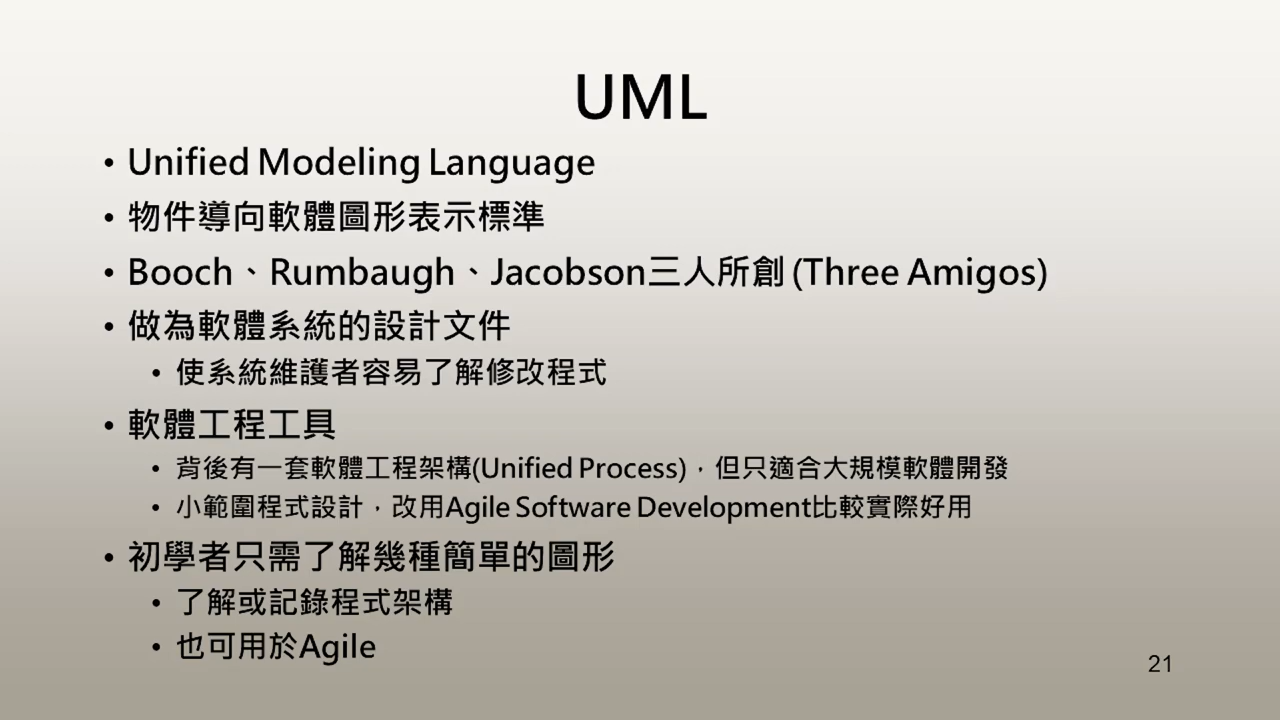 UML
• Unified Modeling Language
• 物件導向軟體圖形表示標準
• Booch、Rumbaugh、Jacobson三人所創 (Three Amigos)
• 做為軟體系統的設計文件
• 使系統維護者容易了解修改程式
• 軟體工程工具
• 背後有一套軟體工程架構(Unified Process)，但只適合大規模軟體開發
• 小範圍程式設計，改用Agile Software Development比較實際好用
• 初學者只需了解幾種簡單的圖形
• 了解或記錄程式架構
• 也可用於Agile
21